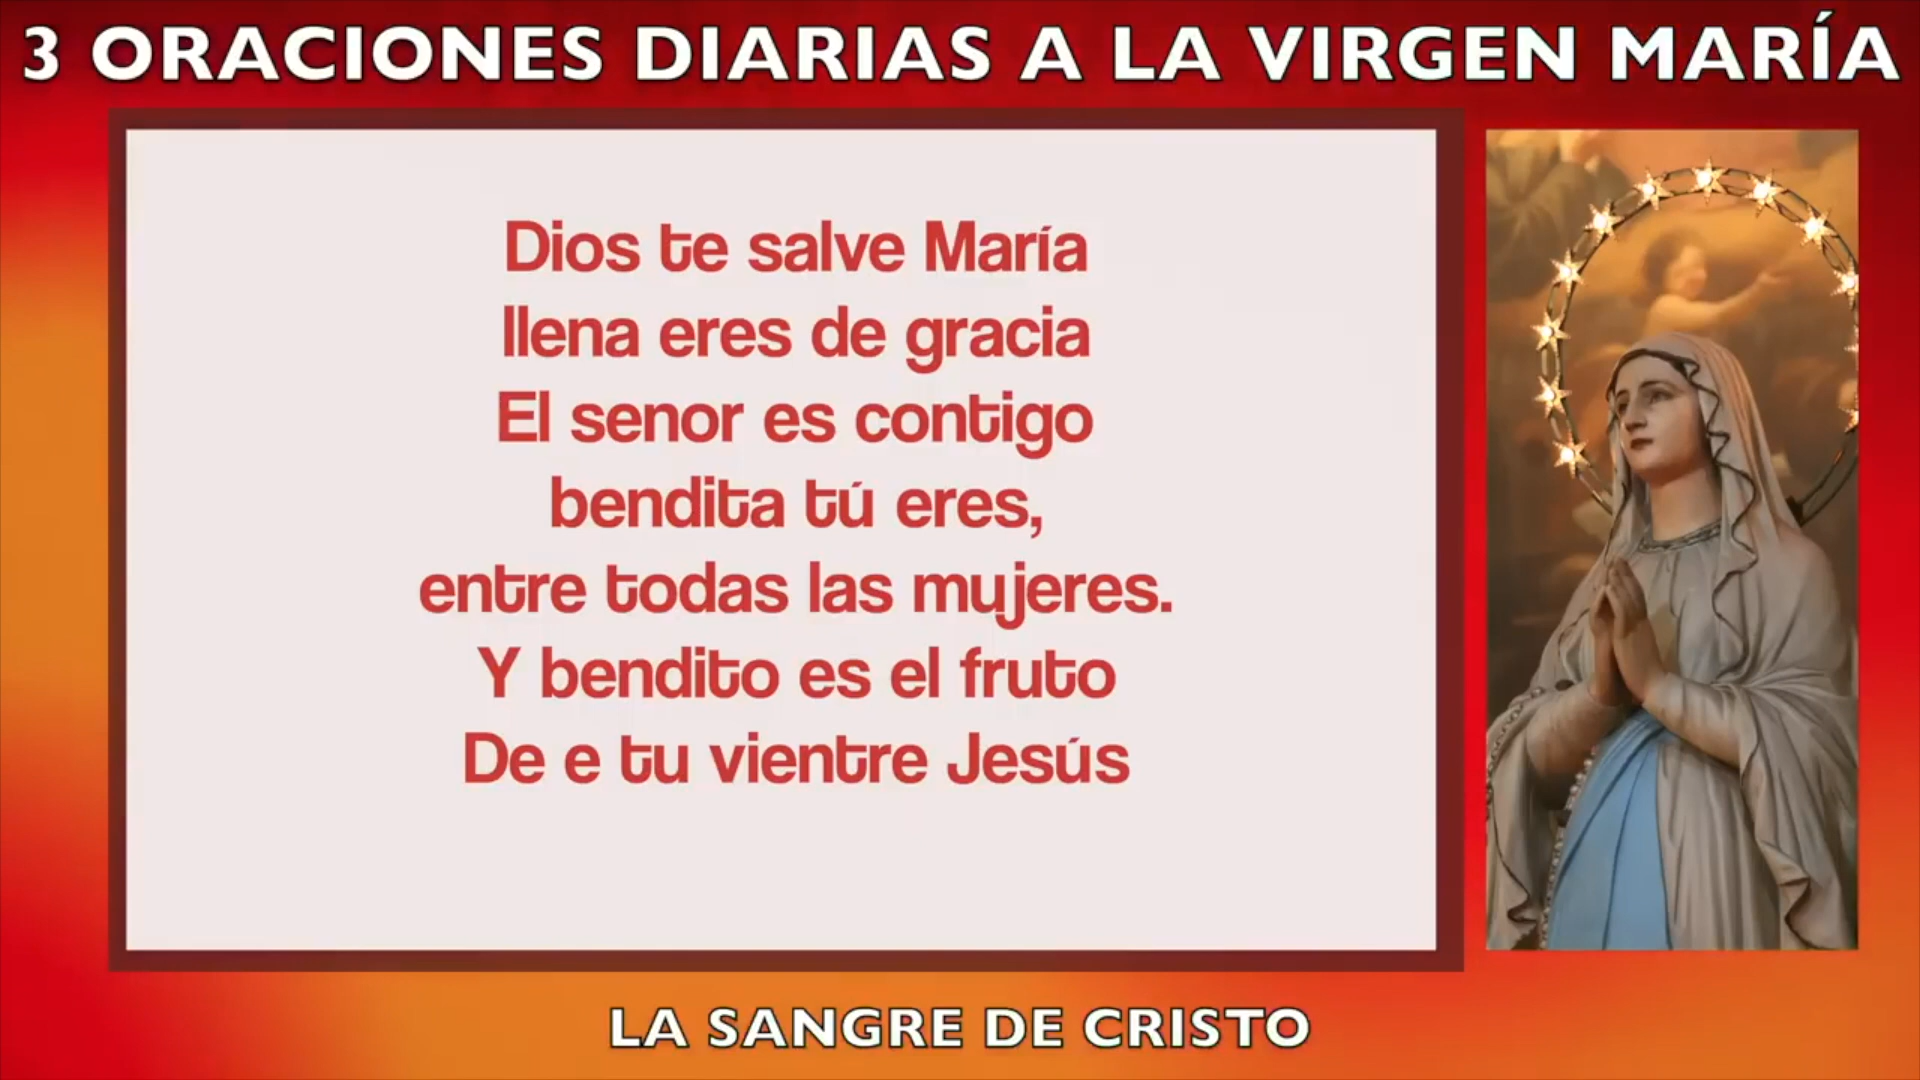 3 ORACIONES DIARIAS A LA VIRGEN MARÍA
Dios te salve María
llena eres de gracia
El senor es contigo
bendita tú eres,
entre todas las mujeres.
Y bendito es el fruto
De e tu vientre Jesús
LA SANGRE DE CRISTO